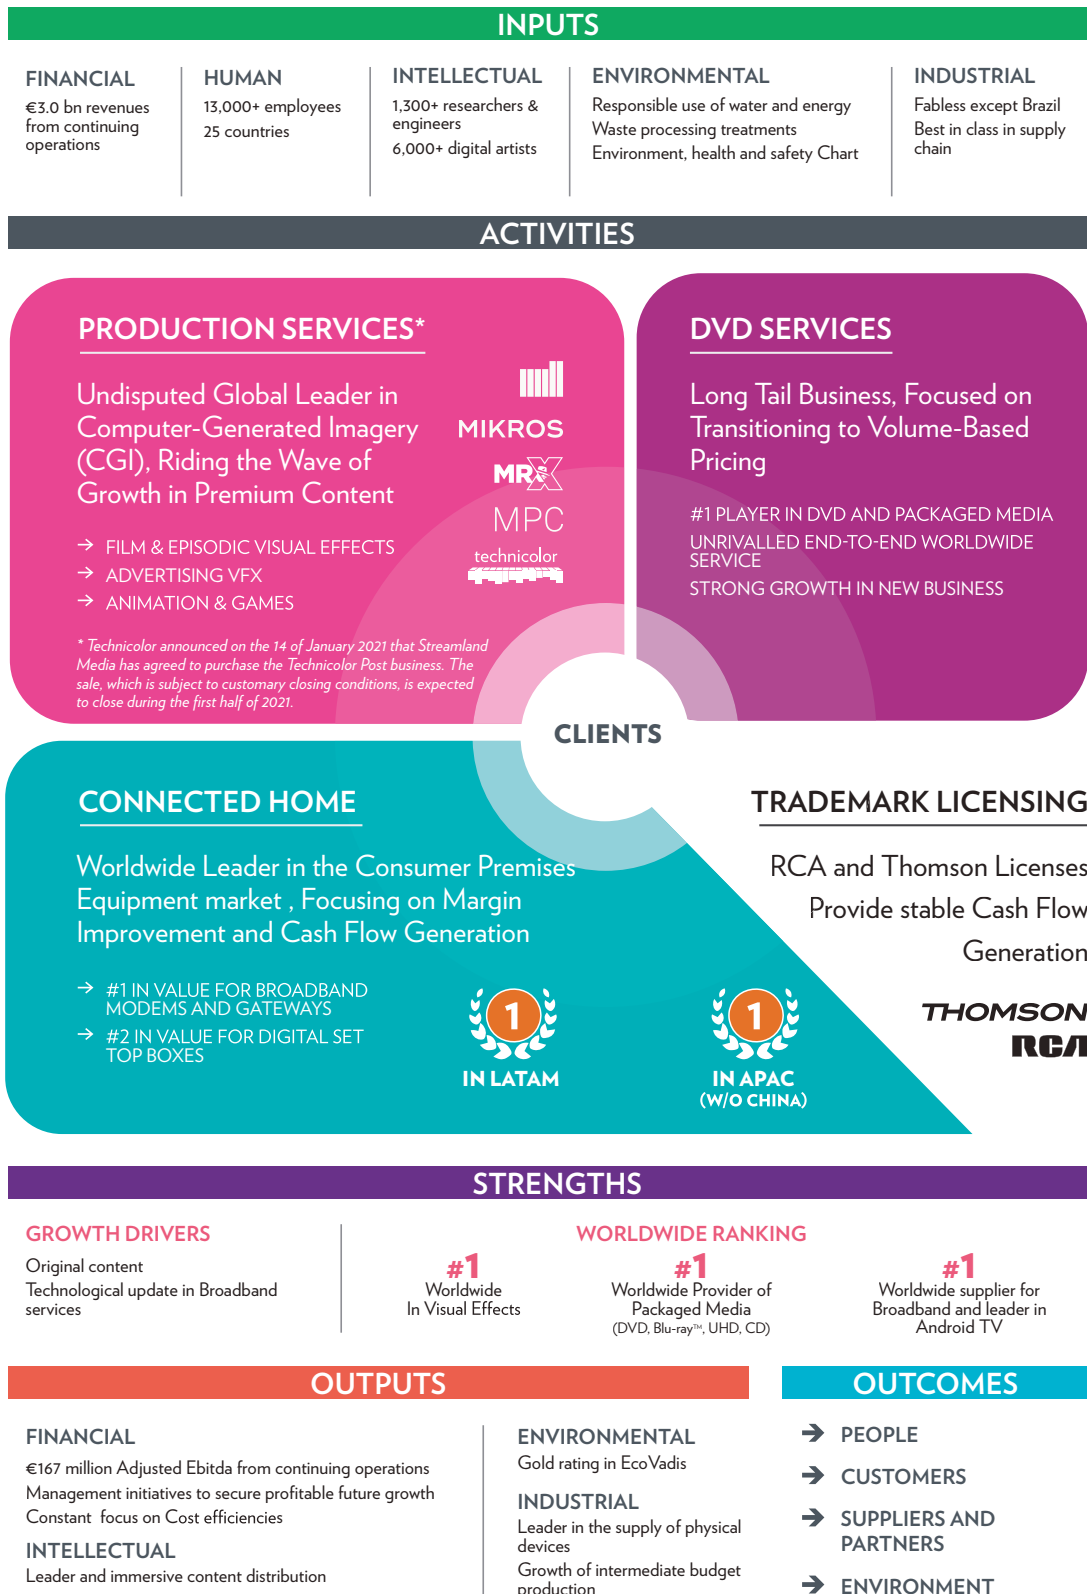 INPUTS
FINANCIAL
€3.0 bn revenues
from continuing
operations
HUMAN
13,000+ employees
25 countries
INTELLECTUAL
1,300+ researchers &
engineers
6,000+ digital artists
ENVIRONMENTAL
Responsible use of water and energy
Waste processing treatments
Environment, health and safety Chart
INDUSTRIAL
Fabless except Brazil
Best in class in supply
chain
ACTIVITIES
PRODUCTION SERVICES*
Undisputed Global Leader in
Computer-Generated Imagery
(CGI), Riding the Wave of
Growth in Premium Content
→ FILM & EPISODIC VISUAL EFFECTS
→ ADVERTISING VFX
→ ANIMATION & GAMES
MIKROS
MR X
MPC
technicolor
* Technicolor announced on the 14 of January 2021 that Streamland
Media has agreed to purchase the Technicolor Post business. The
sale, which is subject to customary closing conditions, is expected
to close during the first half of 2021.
DVD SERVICES
Long Tail Business, Focused on
Transitioning to Volume-Based
Pricing
#1 PLAYER IN DVD AND PACKAGED MEDIA
UNRIVALLED END-TO-END WORLDWIDE
SERVICE
STRONG GROWTH IN NEW BUSINESS
CLIENTS
CONNECTED HOME
Worldwide Leader in the Consumer Premises
Equipment market , Focusing on Margin
Improvement and Cash Flow Generation
→ #1 IN VALUE FOR BROADBAND
MODEMS AND GATEWAYS
→ #2 IN VALUE FOR DIGITAL SET
TOP BOXES
1
IN LATAM
1
IN APAC
(W/O CHINA)
TRADEMARK LICENSING
RCA and Thomson Licenses
Provide stable Cash Flow
Generation
THOMSON
RCA
STRENGTHS
GROWTH DRIVERS
Original content
Technological update in Broadband
services
WORLDWIDE RANKING
#1
Worldwide
In Visual Effects
#1
Worldwide Provider of
Packaged Media
(DVD, Blu-ray™, UHD, CD)
#1
Worldwide supplier for
Broadband and leader in
Android TV
OUTPUTS
FINANCIAL
€167 million Adjusted Ebitda from continuing operations
Management initiatives to secure profitable future growth
Constant focus on Cost efficiencies
INTELLECTUAL
Leader and immersive content distribution
ENVIRONMENTAL
Gold rating in EcoVadis
INDUSTRIAL
Leader in the supply of physical
devices
Growth of intermediate budget
production
OUTCOMES
→ PEOPLE
→ CUSTOMERS
→ SUPPLIERS AND
PARTNERS
→ ENVIRONMENT